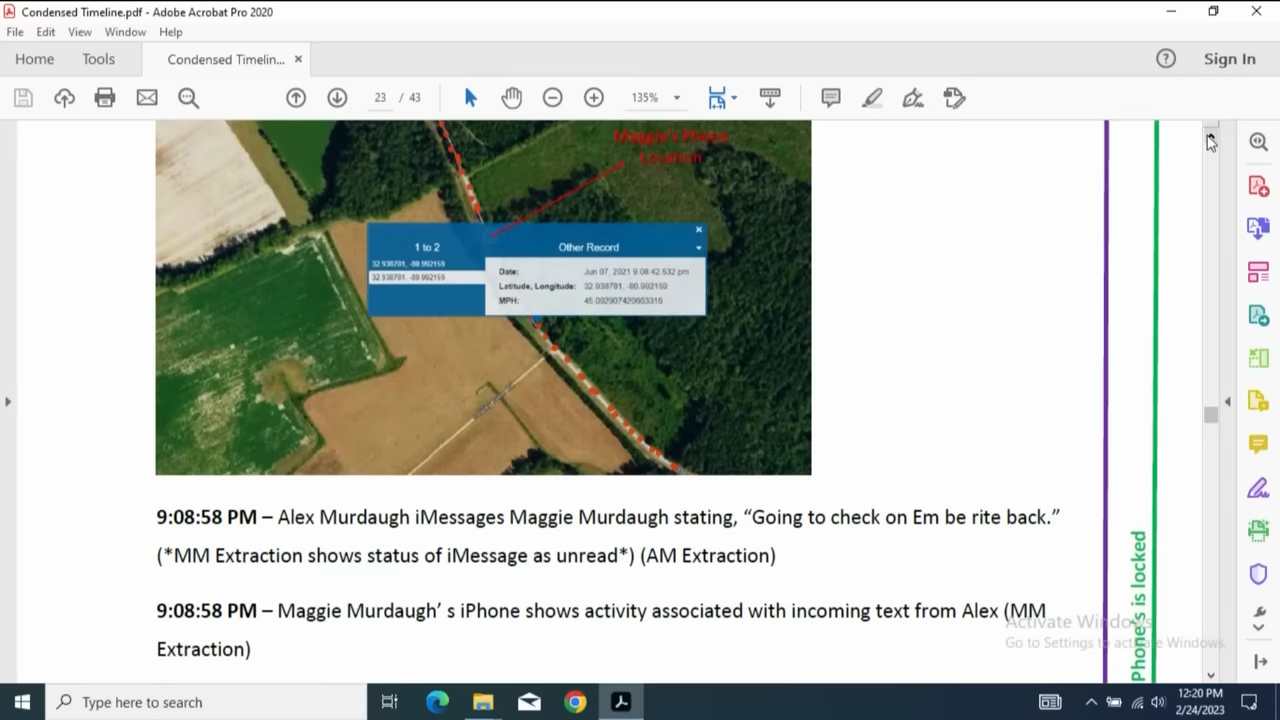 Condensed Timeline.pdf - Adobe Acrobat Pro 2020
File Edit View Window Help
Home Tools Condensed Timelin... × ? Sign In
23 / 43 135%
Maggie's Phone
Location
1 to 2 Other Record
32.938781, -80.992159
32.938781, -80.992159
Date: Jun 07, 2021 9:08:42.532 pm
Latitude, Longitude: 32.938781, -80.992159
MPH: 45.092907420983316
9:08:58 PM – Alex Murdaugh iMessages Maggie Murdaugh stating, “Going to check on Em be rite back.”
(*MM Extraction shows status of iMessage as unread*) (AM Extraction)
9:08:58 PM – Maggie Murdaugh’ s iPhone shows activity associated with incoming text from Alex (MM
Extraction)
Phone is locked
Activate Windows
Go to Settings to activate Windows.
Type here to search
12:20 PM
2/24/2023